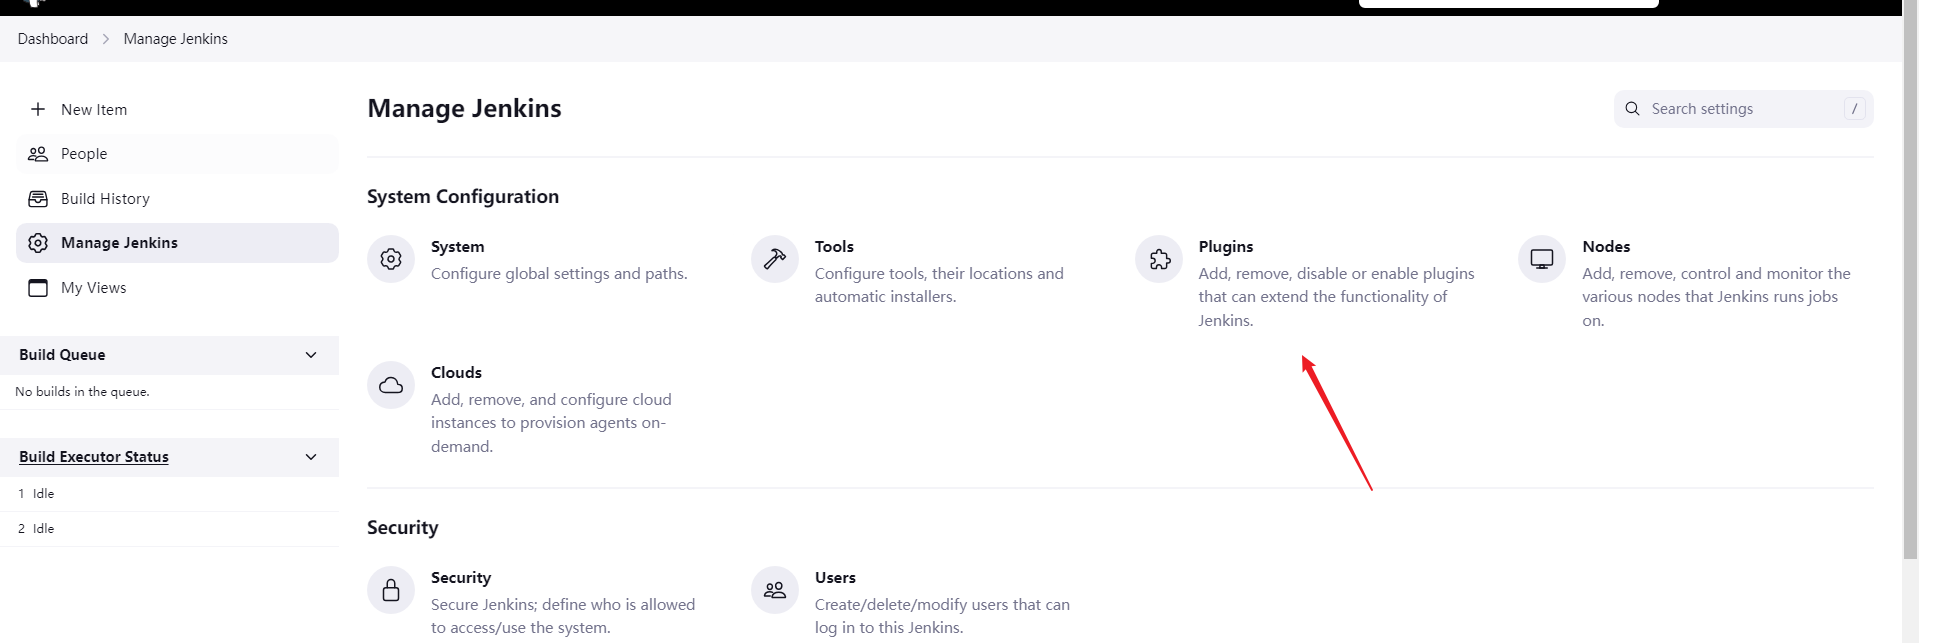 Dashboard > Manage Jenkins
New Item
People
Build History
Manage Jenkins
My Views
Build Queue
No builds in the queue.
Build Executor Status
1 Idle
2 Idle
Manage Jenkins
Search settings /
System Configuration
System
Configure global settings and paths.
Tools
Configure tools, their locations and
automatic installers.
Plugins
Add, remove, disable or enable plugins
that can extend the functionality of
Jenkins.
Nodes
Add, remove, control and monitor the
various nodes that Jenkins runs jobs
on.
Clouds
Add, remove, and configure cloud
instances to provision agents on-
demand.
Security
Security
Secure Jenkins; define who is allowed
to access/use the system.
Users
Create/delete/modify users that can
log in to this Jenkins.